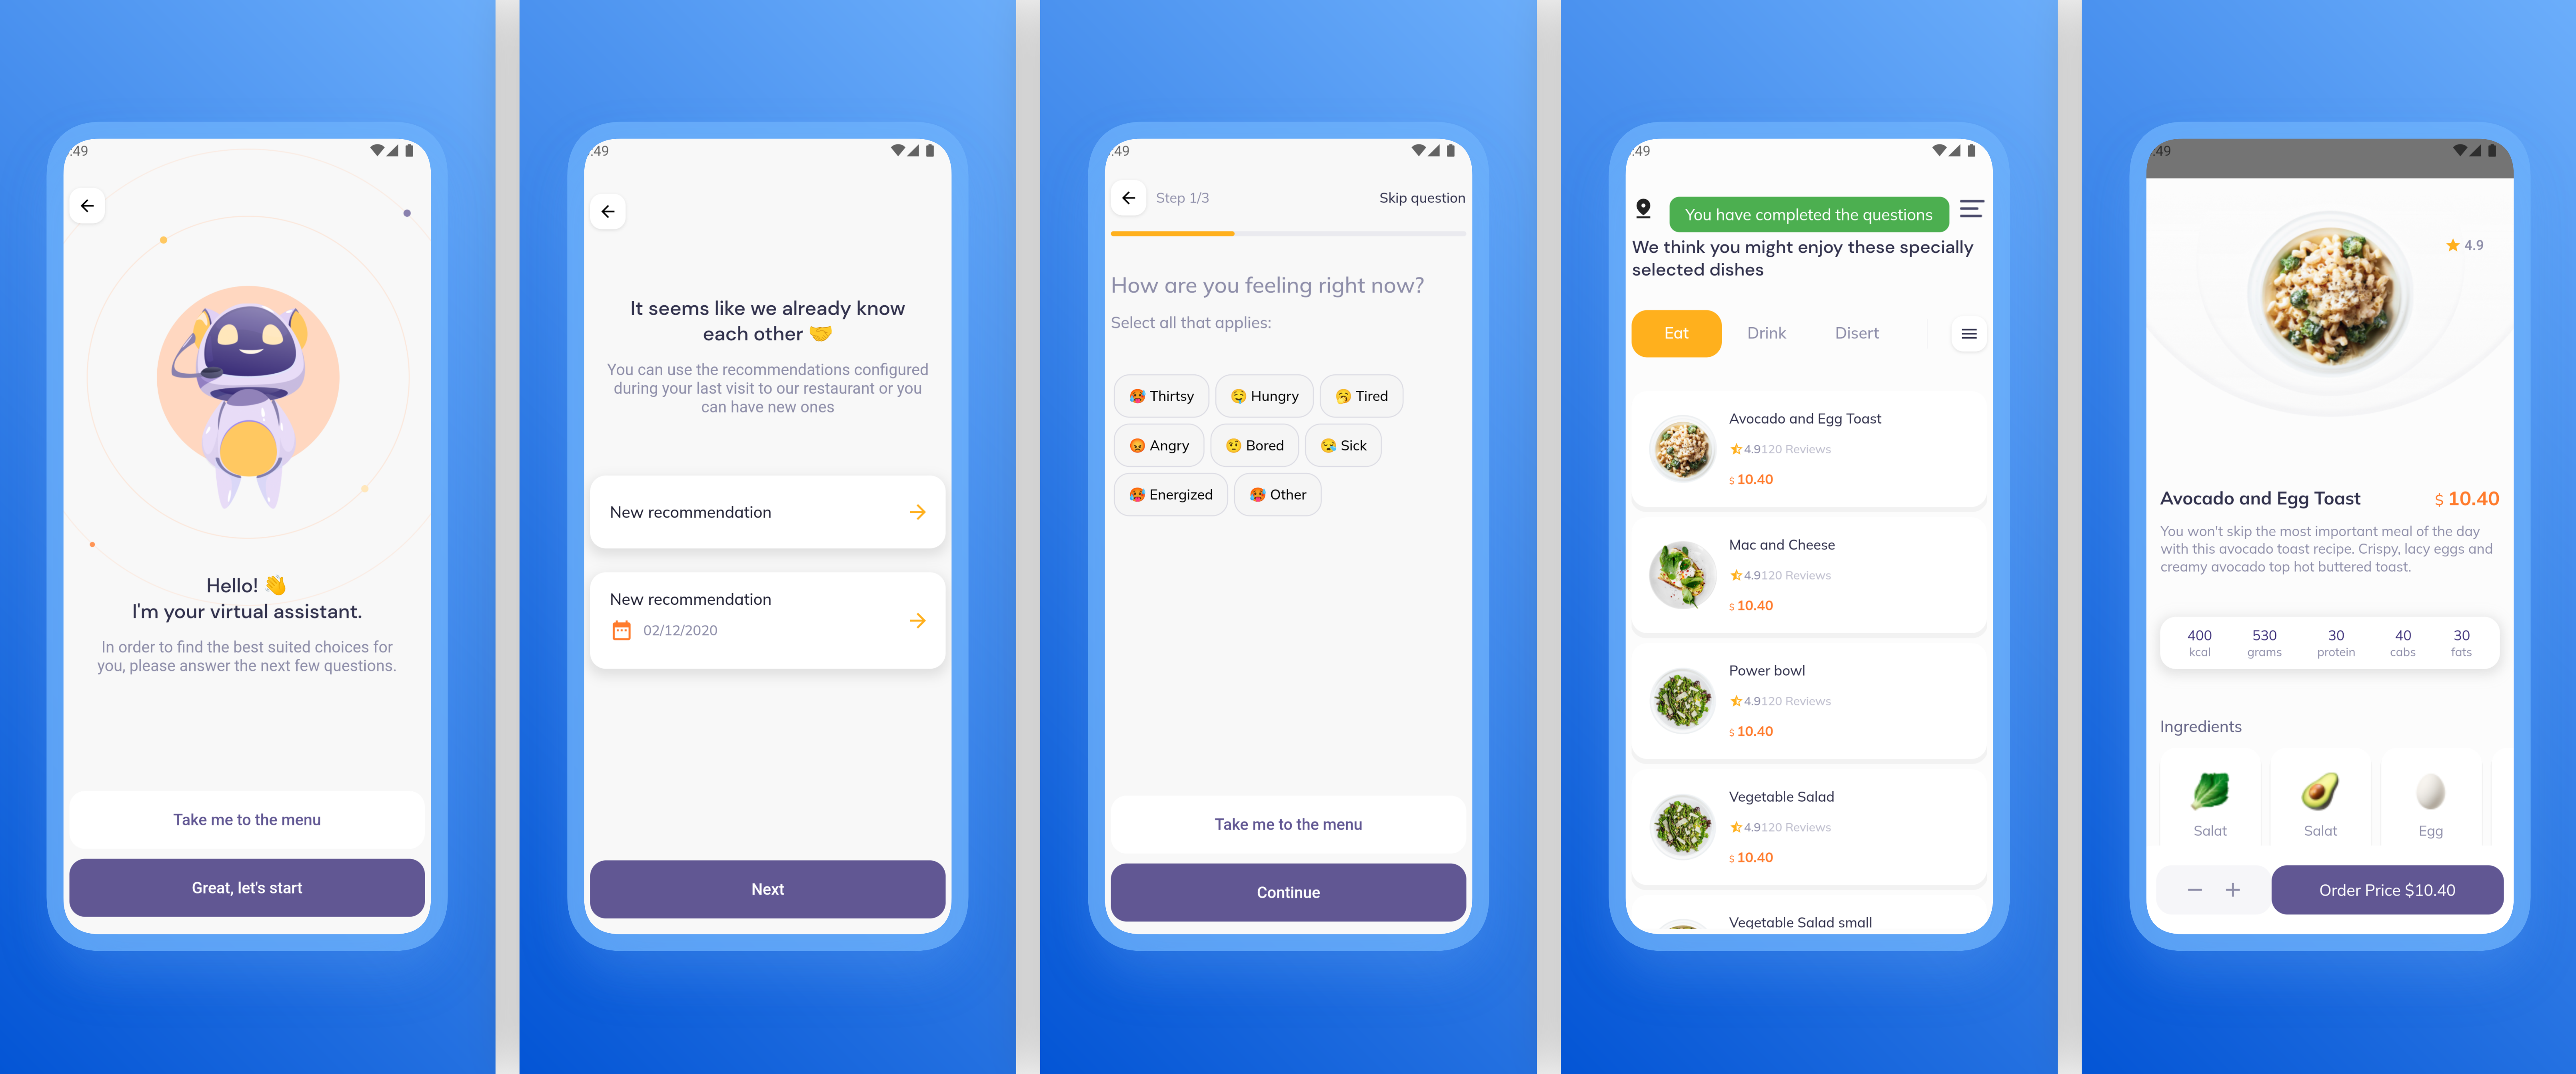 :49
Hello! 👋
I'm your virtual assistant.
In order to find the best suited choices for
you, please answer the next few questions.
Take me to the menu
Great, let's start
:49
It seems like we already know
each other 🤝
You can use the recommendations configured
during your last visit to our restaurant or you
can have new ones
New recommendation
New recommendation
02/12/2020
Next
:49
Step 1/3
Skip question
How are you feeling right now?
Select all that applies:
🥵 Thirtsy 🤤 Hungry 🥱 Tired
😡 Angry 🤨 Bored 😪 Sick
🥵 Energized 🥵 Other
Take me to the menu
Continue
:49
You have completed the questions
We think you might enjoy these specially
selected dishes
Eat Drink Disert
Avocado and Egg Toast
4.9 120 Reviews
$ 10.40
Mac and Cheese
4.9 120 Reviews
$ 10.40
Power bowl
4.9 120 Reviews
$ 10.40
Vegetable Salad
4.9 120 Reviews
$ 10.40
Vegetable Salad small
:49
4.9
Avocado and Egg Toast $ 10.40
You won't skip the most important meal of the day
with this avocado toast recipe. Crispy, lacy eggs and
creamy avocado top hot buttered toast.
400 530 30 40 30
kcal grams protein cabs fats
Ingredients
Salat Salat Egg
Order Price $10.40